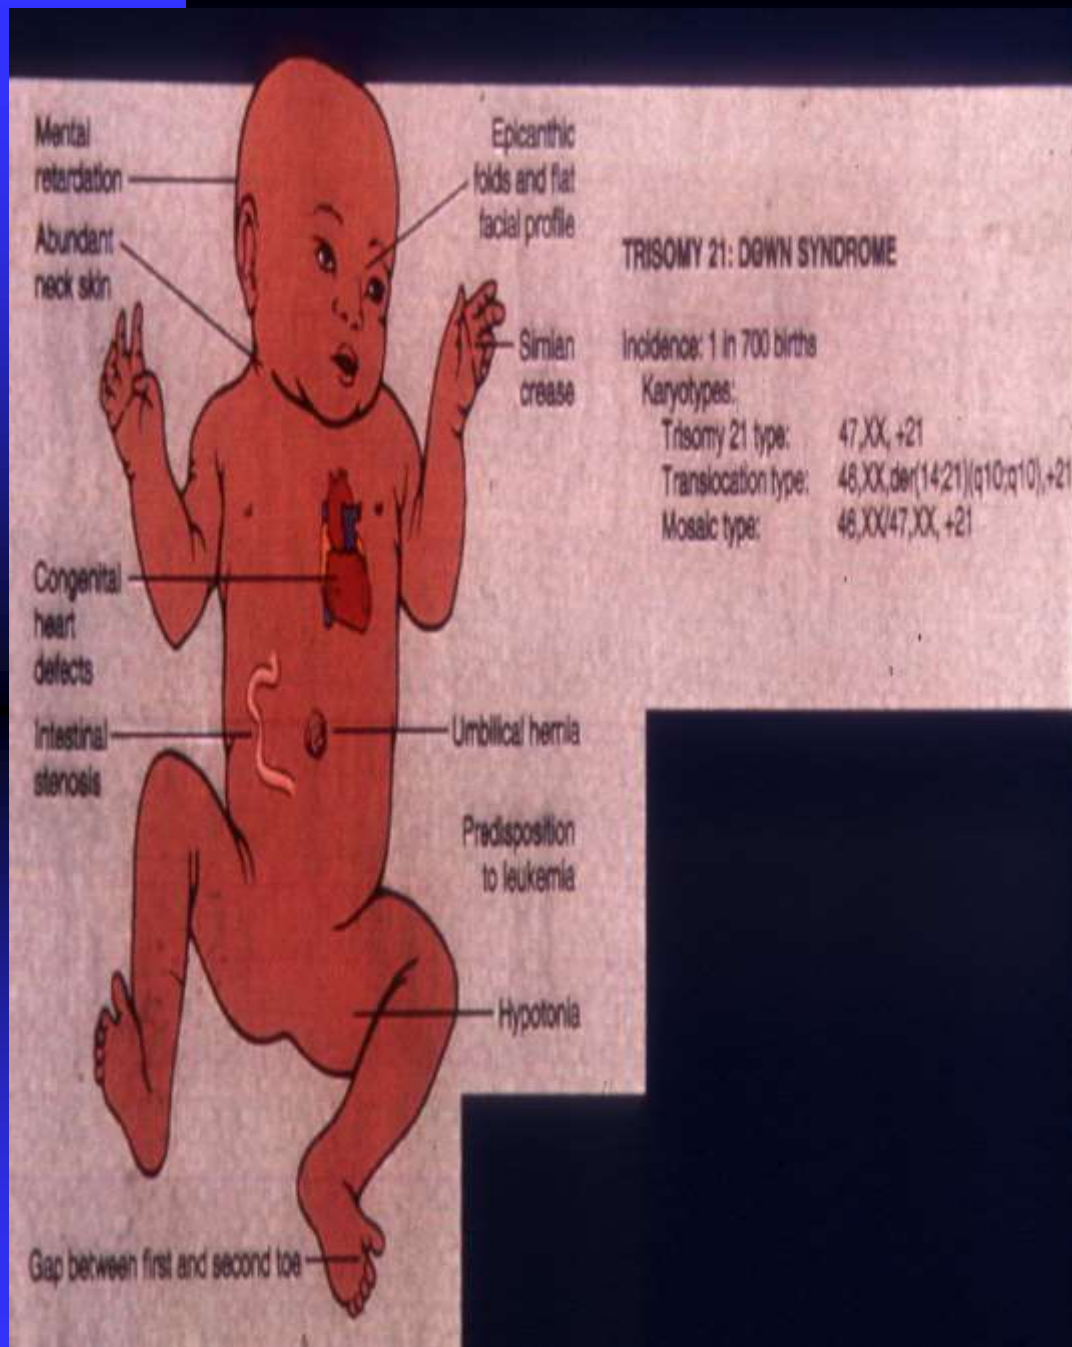 Mental
retardation
Abundant
neck skin
Epicanthic
folds and flat
facial profile
Simian
crease
Congenital
heart
defects
Intestinal
stenosis
Umbilical hernia
Predisposition
to leukemia
Hypotonia
Gap between first and second toe
TRISOMY 21: DOWN SYNDROME
Incidence: 1 in 700 births
Karyotypes:
Trisomy 21 type: 47,XX, +21
Translocation type: 46,XX,der(14;21)(q10;q10),+21
Mosaic type: 46,XX/47,XX, +21